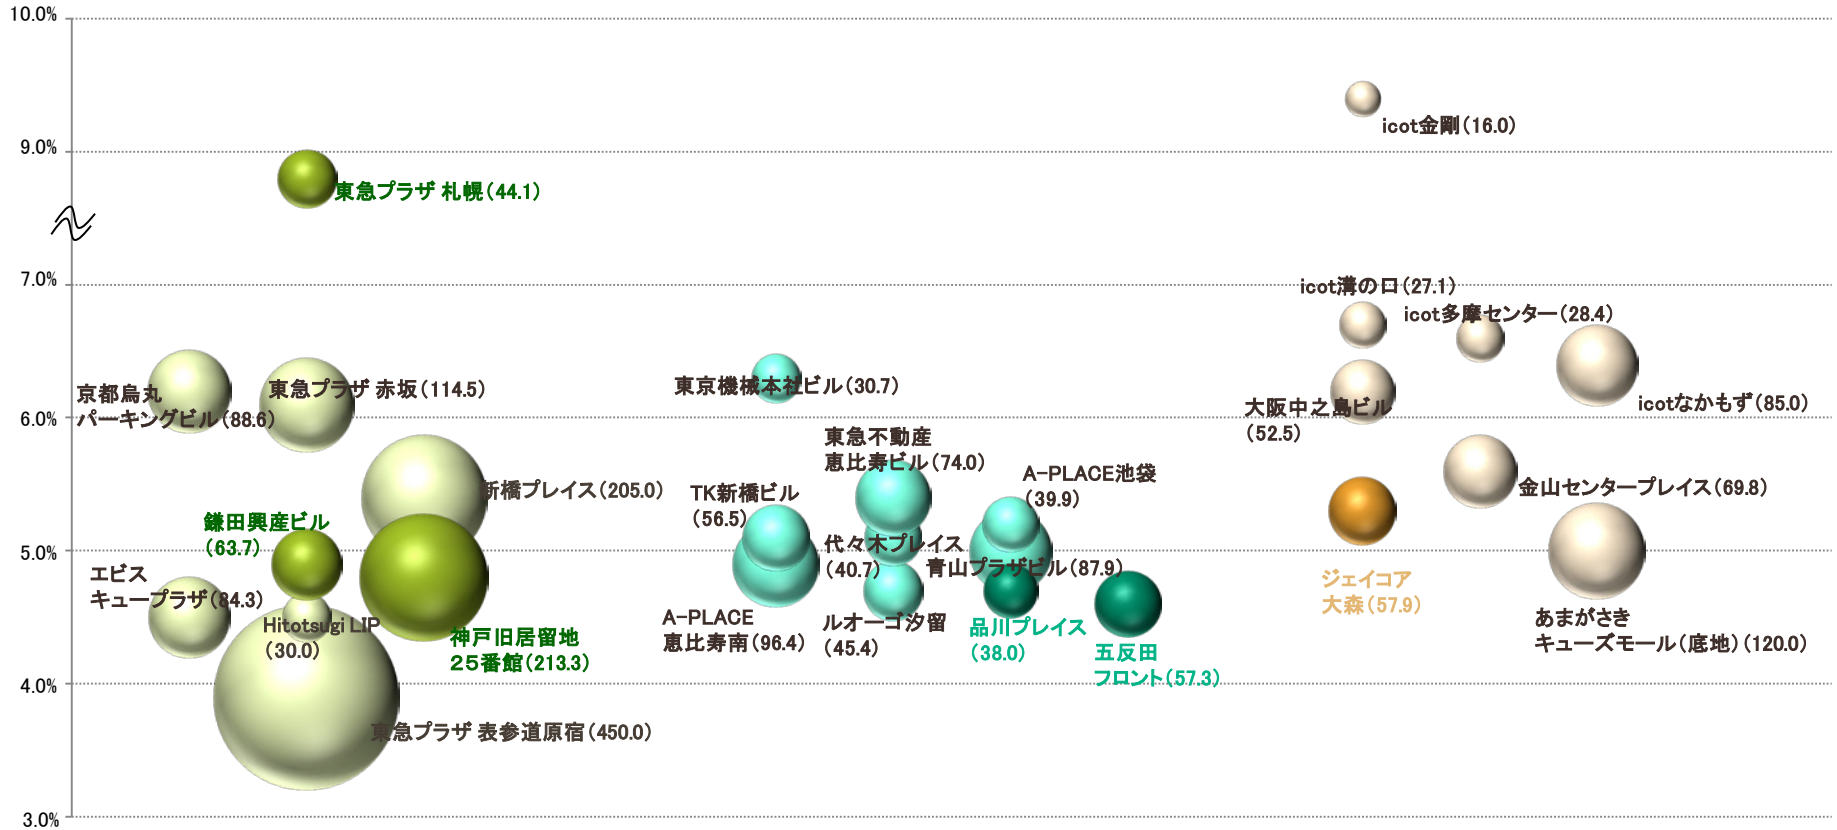 10.0%
icot金剛(16.0)
9.0%
東急プラザ 札幌(44.1)
7.0%
icot溝の口(27.1)
icot多摩センター(28.4)
京都烏丸
パーキングビル(88.6)
東急プラザ 赤坂(114.5)
東京機械本社ビル(30.7)
大阪中之島ビル
(52.5)
icotなかもず(85.0)
6.0%
東急不動産
恵比寿ビル(74.0)
A-PLACE池袋
(39.9)
新橋プレイス(205.0)
TK新橋ビル
(56.5)
金山センタープレイス(69.8)
鎌田興産ビル
(63.7)
5.0%
代々木プレイス
(40.7)
青山プラザビル(87.9)
エビス
キュープラザ(84.3)
ジェイコア
大森(57.9)
Hitotsugi LIP
(30.0)
神戸旧居留地
25番館(213.3)
A-PLACE
恵比寿南(96.4)
ルオーゴ汐留
(45.4)
品川プレイス
(38.0)
五反田
フロント(57.3)
あまがさき
キューズモール(底地)(120.0)
4.0%
東急プラザ 表参道原宿(450.0)
3.0%